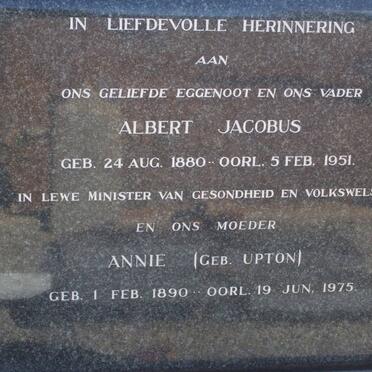 IN LIEFDEVOLLE HERINNERING
AAN
ONS GELIEFDE EGGENOOT EN ONS VADER
ALBERT JACOBUS
GEB. 24 AUG. 1880 -- OORL. 5 FEB. 1951.
IN LEWE MINISTER VAN GESONDHEID EN VOLKSWEL
EN ONS MOEDER
ANNIE (GEB. UPTON)
GEB. 1 FEB. 1890 -- OORL. 19 JUN. 1975.